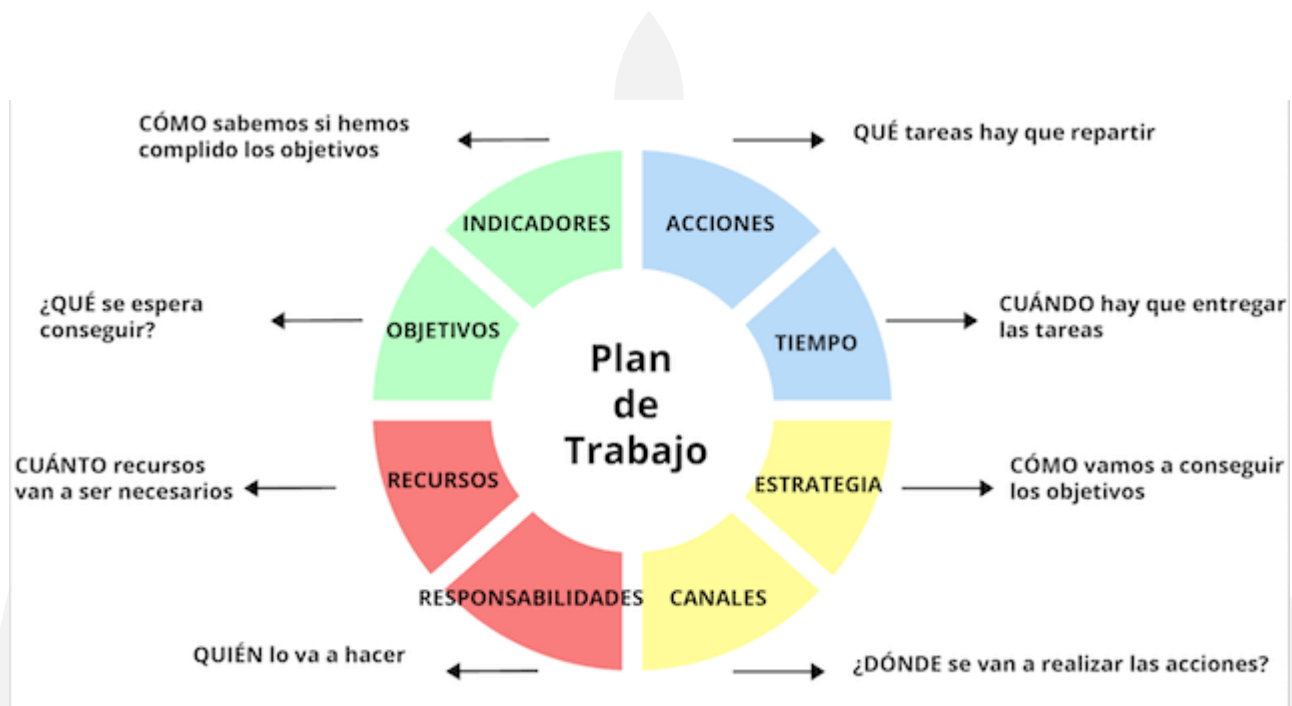 CÓMO sabemos si hemos
complido los objetivos
QUÉ tareas hay que repartir
INDICADORES
ACCIONES
¿QUÉ se espera
conseguir?
CUÁNDO hay que entregar
las tareas
OBJETIVOS
TIEMPO
Plan
de
Trabajo
CUÁNTO recursos
van a ser necesarios
RECURSOS
ESTRATEGIA
CÓMO vamos a conseguir
los objetivos
RESPONSABILIDADES
CANALES
QUIÉN lo va a hacer
¿DÓNDE se van a realizar las acciones?